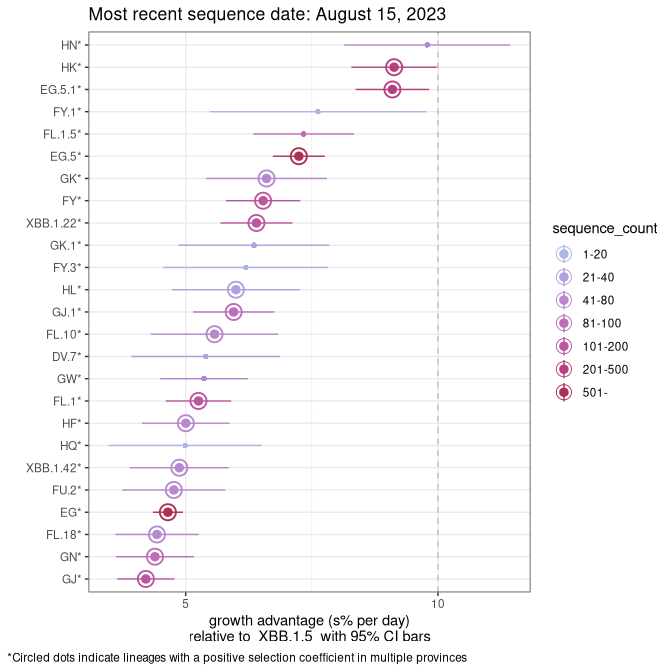 Most recent sequence date: August 15, 2023
HN*
HK*
EG.5.1*
FY.1*
FL.1.5*
EG.5*
GK*
FY*
XBB.1.22*
GK.1*
FY.3*
HL*
GJ.1*
FL.10*
DV.7*
GW*
FL.1*
HF*
HQ*
XBB.1.42*
FU.2*
EG*
FL.18*
GN*
GJ*
5 10
growth advantage (s% per day)
relative to XBB.1.5 with 95% CI bars
sequence_count
1-20
21-40
41-80
81-100
101-200
201-500
501-
*Circled dots indicate lineages with a positive selection coefficient in multiple provinces